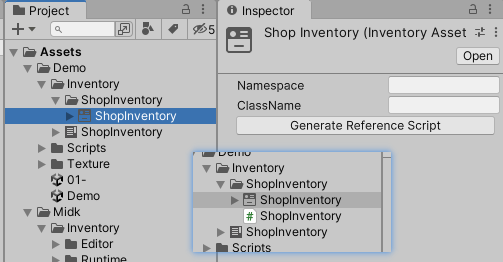 Project
Assets
Demo
Inventory
ShopInventory
ShopInventory
ShopInventory
Scripts
Texture
01-
Demo
Midk
Inventory
Editor
Runtime
5
Inspector
Shop Inventory (Inventory Asset
Open
Namespace
ClassName
Generate Reference Script
Demo
Inventory
ShopInventory
ShopInventory
# ShopInventory
ShopInventory
Scripts